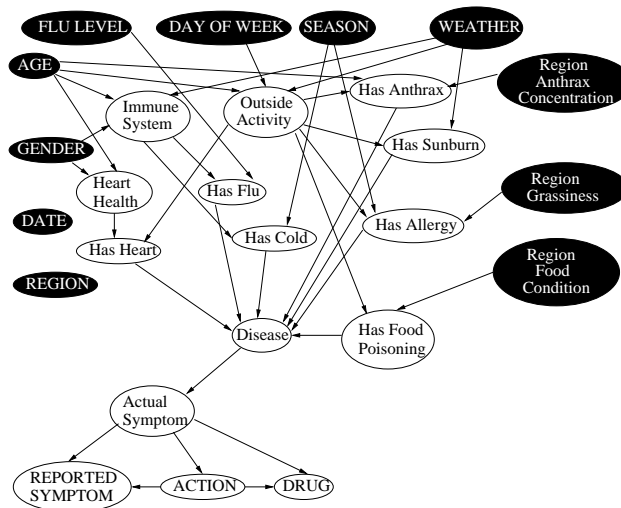 FLU LEVEL
DAY OF WEEK
SEASON
WEATHER
AGE
Region
Anthrax
Concentration
Has Anthrax
Immune
System
Outside
Activity
GENDER
Has Sunburn
Heart
Health
Has Flu
Region
Grassiness
DATE
Has Allergy
Has Heart
Has Cold
REGION
Region
Food
Condition
Disease
Has Food
Poisoning
Actual
Symptom
REPORTED
SYMPTOM
ACTION
DRUG